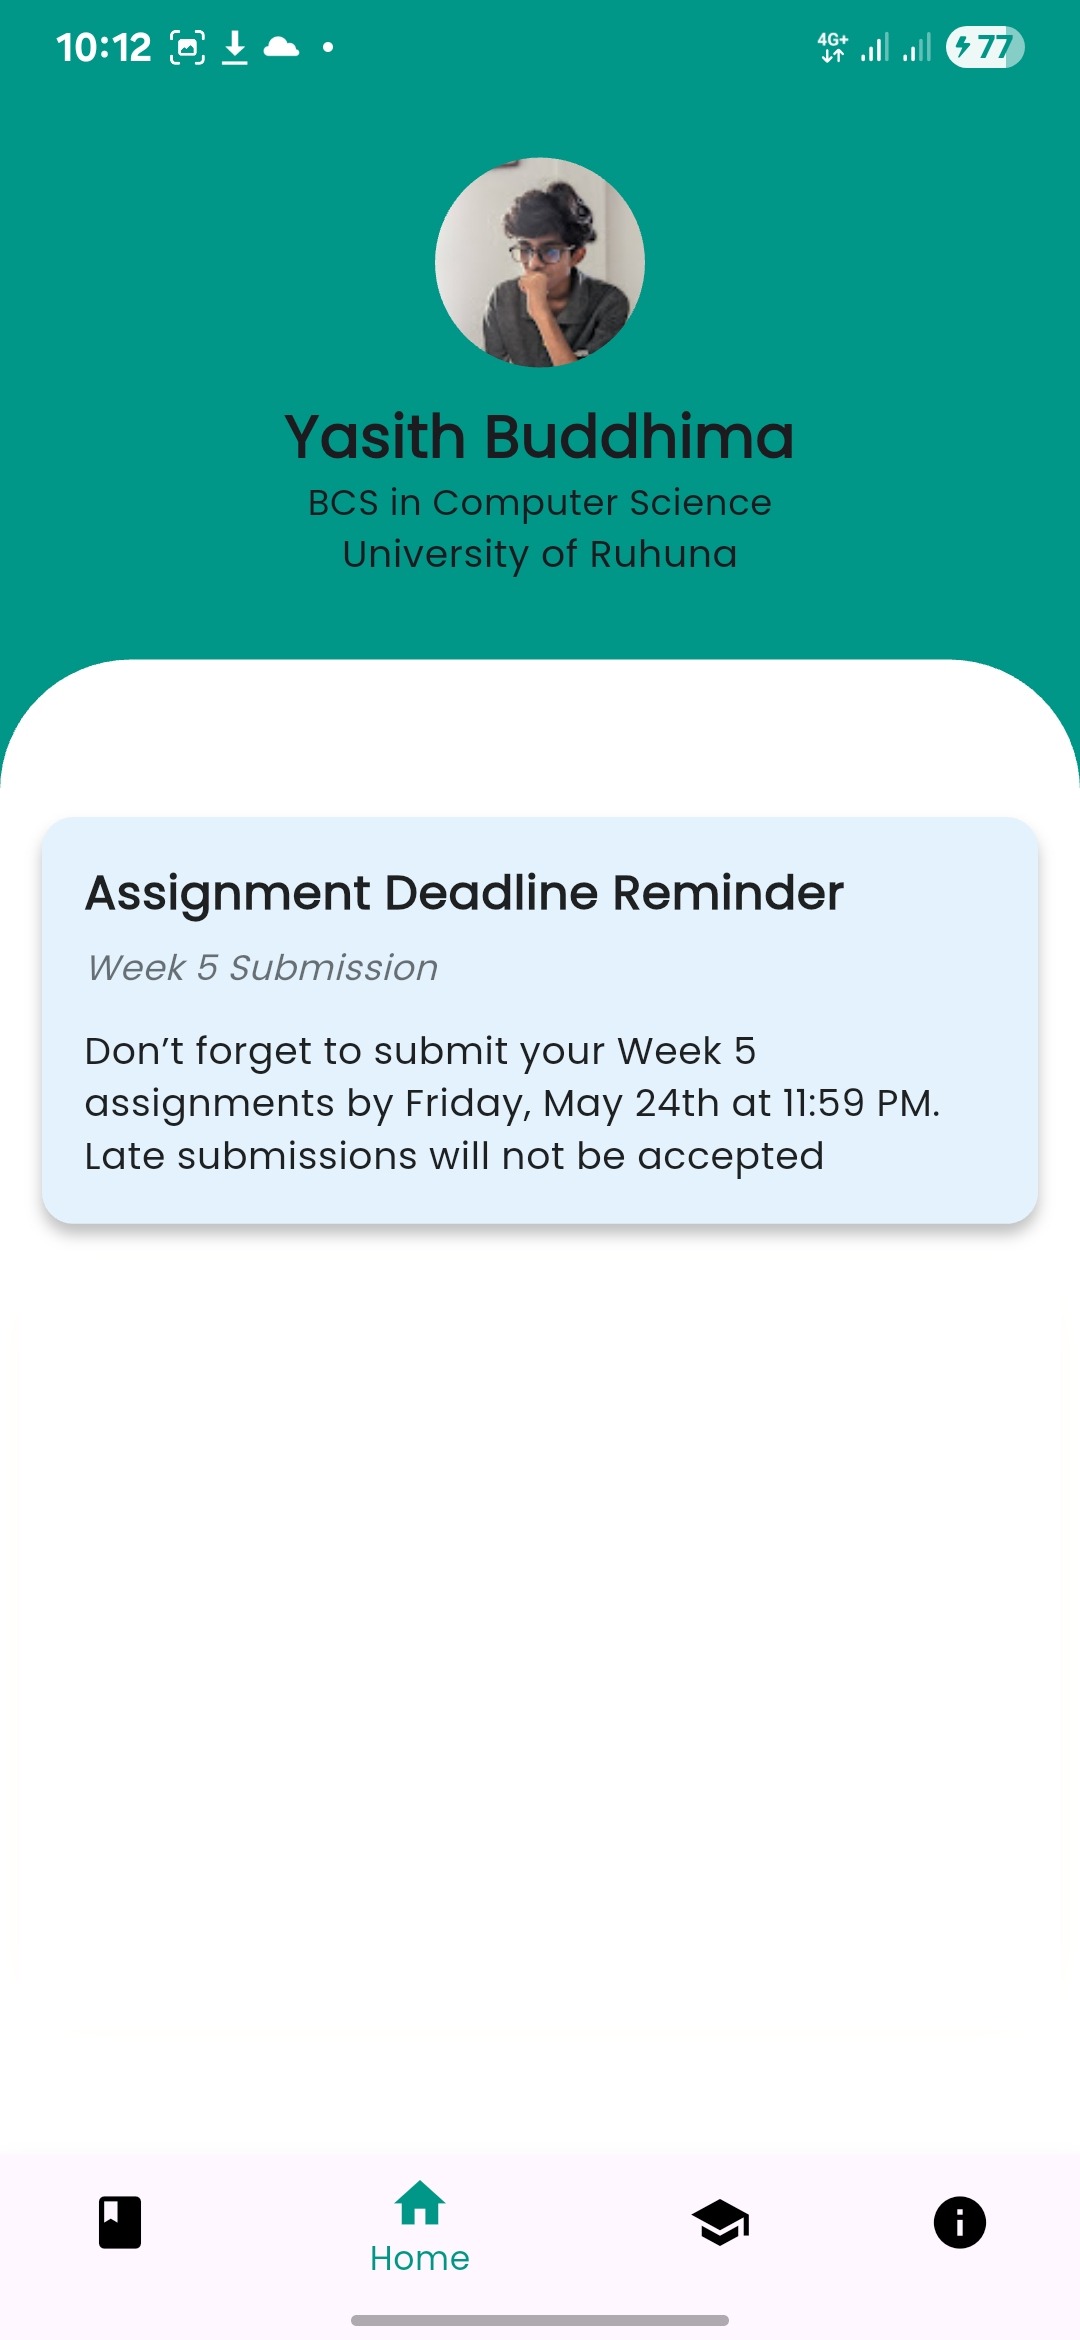 10:12
4G+
77
Yasith Buddhima
BCS in Computer Science
University of Ruhuna
Assignment Deadline Reminder
Week 5 Submission
Don’t forget to submit your Week 5
assignments by Friday, May 24th at 11:59 PM.
Late submissions will not be accepted
Home